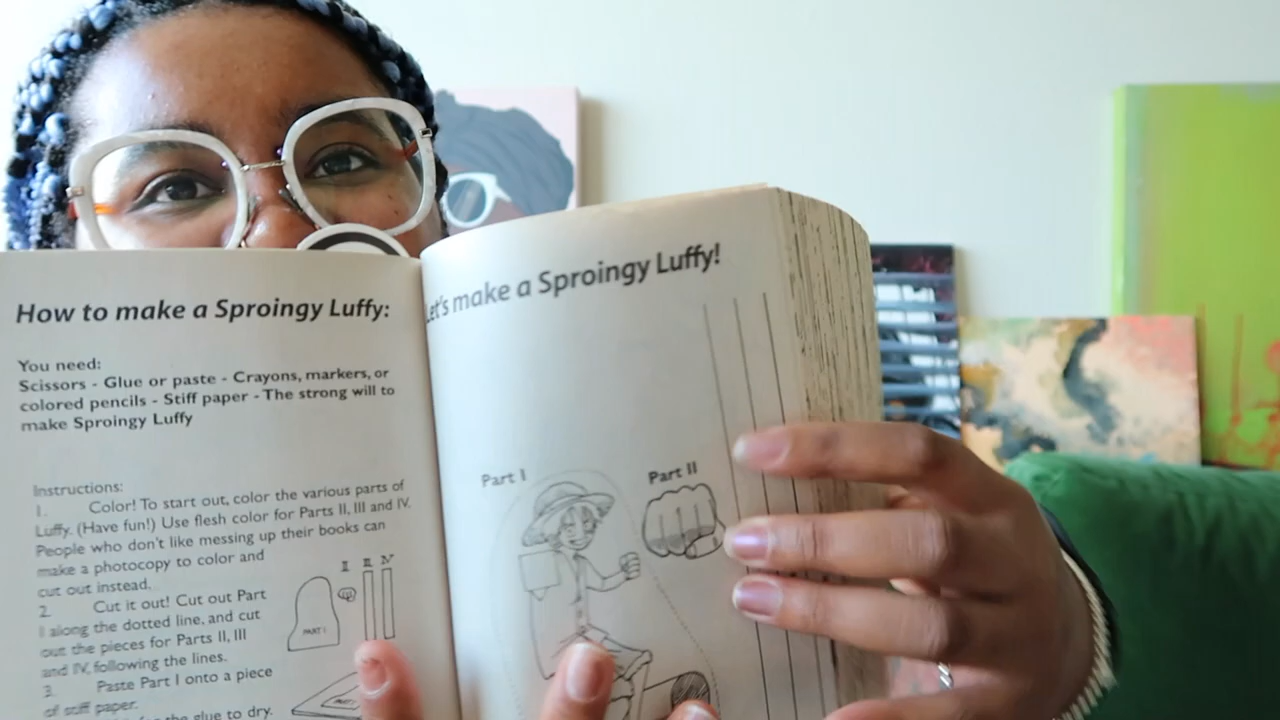 How to make a Sproingy Luffy:
You need:
Scissors - Glue or paste - Crayons, markers, or
colored pencils - Stiff paper - The strong will to
make Sproingy Luffy
Instructions:
1. Color! To start out, color the various parts of
Luffy. (Have fun!) Use flesh color for Parts II, III and IV.
People who don't like messing up their books can
make a photocopy to color and
cut out instead.
2. Cut it out! Cut out Part
I along the dotted line, and cut
out the pieces for Parts II, III
and IV, following the lines.
3. Paste Part I onto a piece
of stiff paper.
for the glue to dry.
PART I
Let's make a Sproingy Luffy!
Part I
Part II